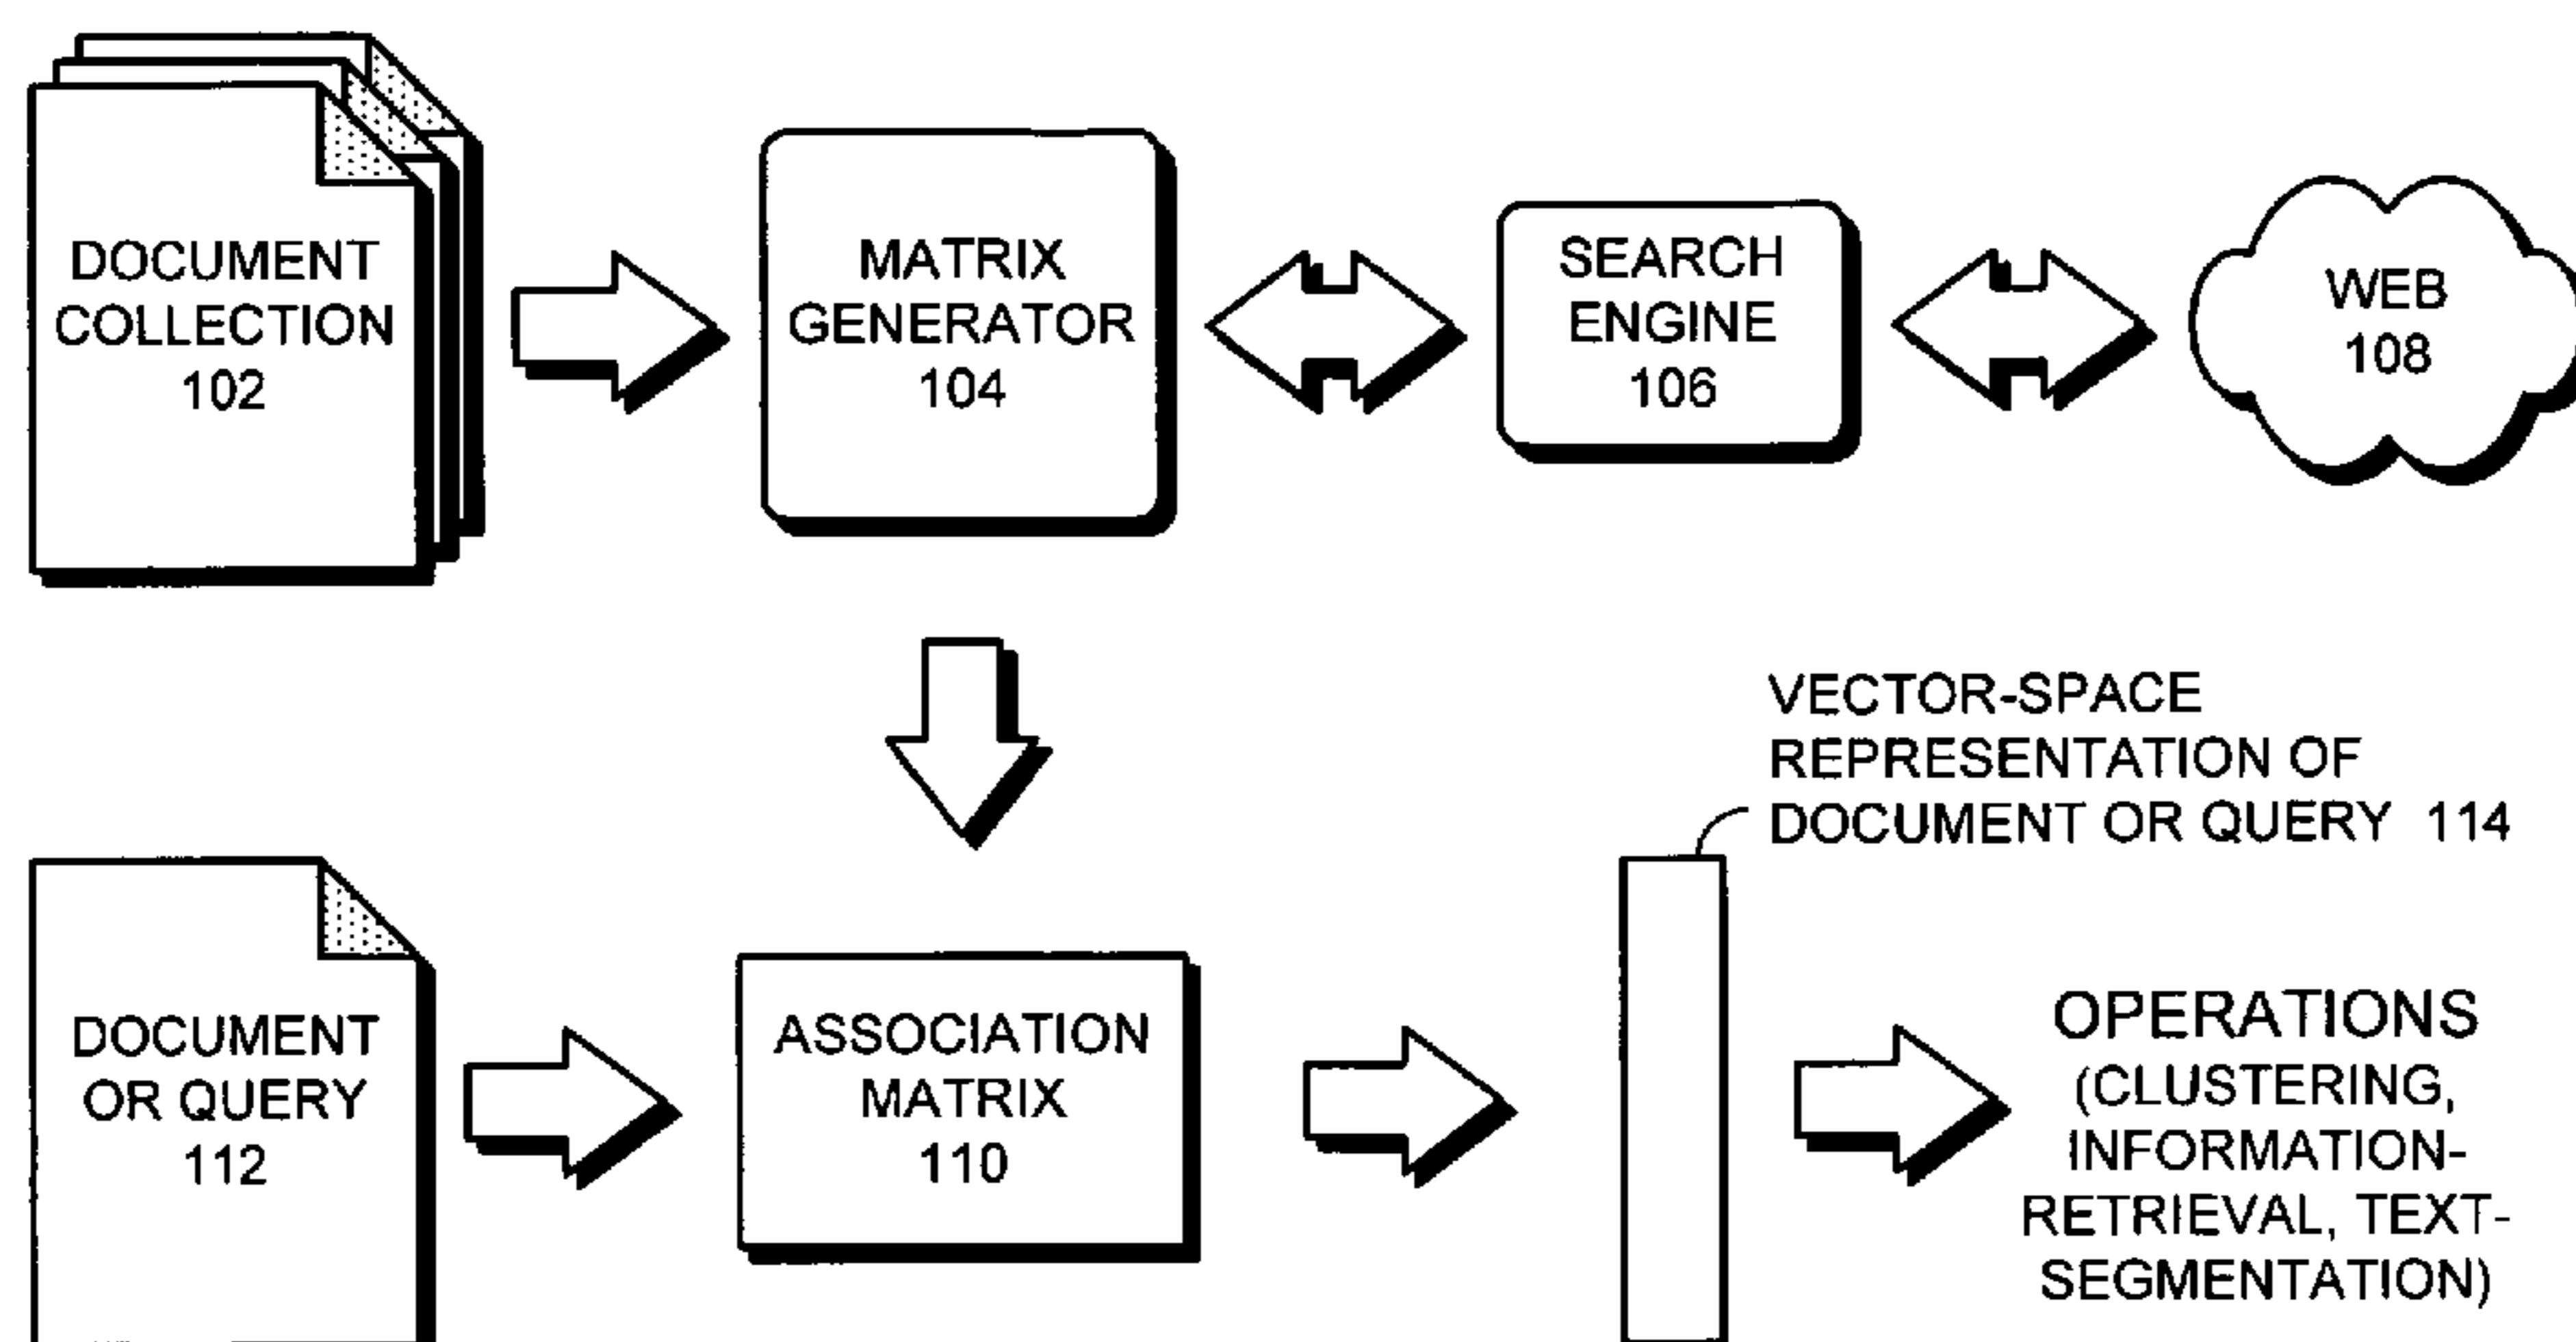 DOCUMENT
COLLECTION
102
MATRIX
GENERATOR
104
SEARCH
ENGINE
106
WEB
108
VECTOR-SPACE
REPRESENTATION OF
DOCUMENT OR QUERY 114
DOCUMENT
OR QUERY
112
ASSOCIATION
MATRIX
110
OPERATIONS
(CLUSTERING,
INFORMATION-
RETRIEVAL, TEXT-
SEGMENTATION)